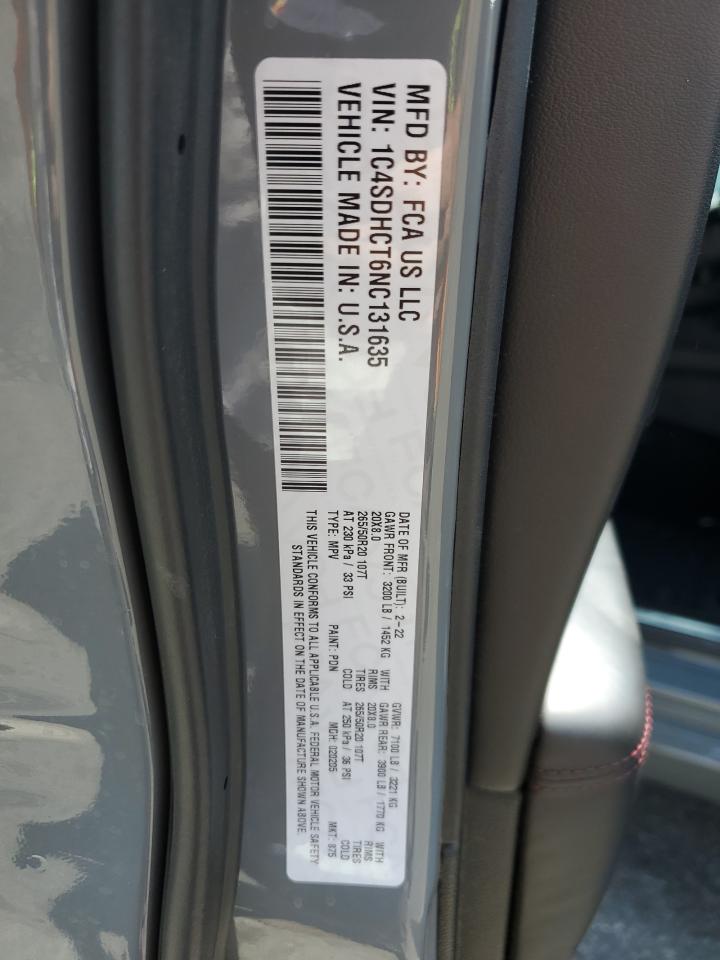 MFD BY: FCA US LLC
VIN: 1C4SDHCT6NC131635
VEHICLE MADE IN: U.S.A.
DATE OF MFR (BUILT): 2-22 GVWR: 7100 LB / 3221 KG
GAWR FRONT: 3200 LB / 1452 KG WITH GAWR REAR: 3900 LB / 1770 KG WITH
20X8.0 RIMS 20X8.0 RIMS
265/50R20 107T TIRES 265/50R20 107T TIRES
AT 230 kPa / 33 PSI COLD AT 250 kPa / 36 PSI COLD
TYPE: MPV PAINT: PDN MDH: 020205 MKT: 875
THIS VEHICLE CONFORMS TO ALL APPLICABLE U.S.A. FEDERAL MOTOR VEHICLE SAFETY
STANDARDS IN EFFECT ON THE DATE OF MANUFACTURE SHOWN ABOVE.